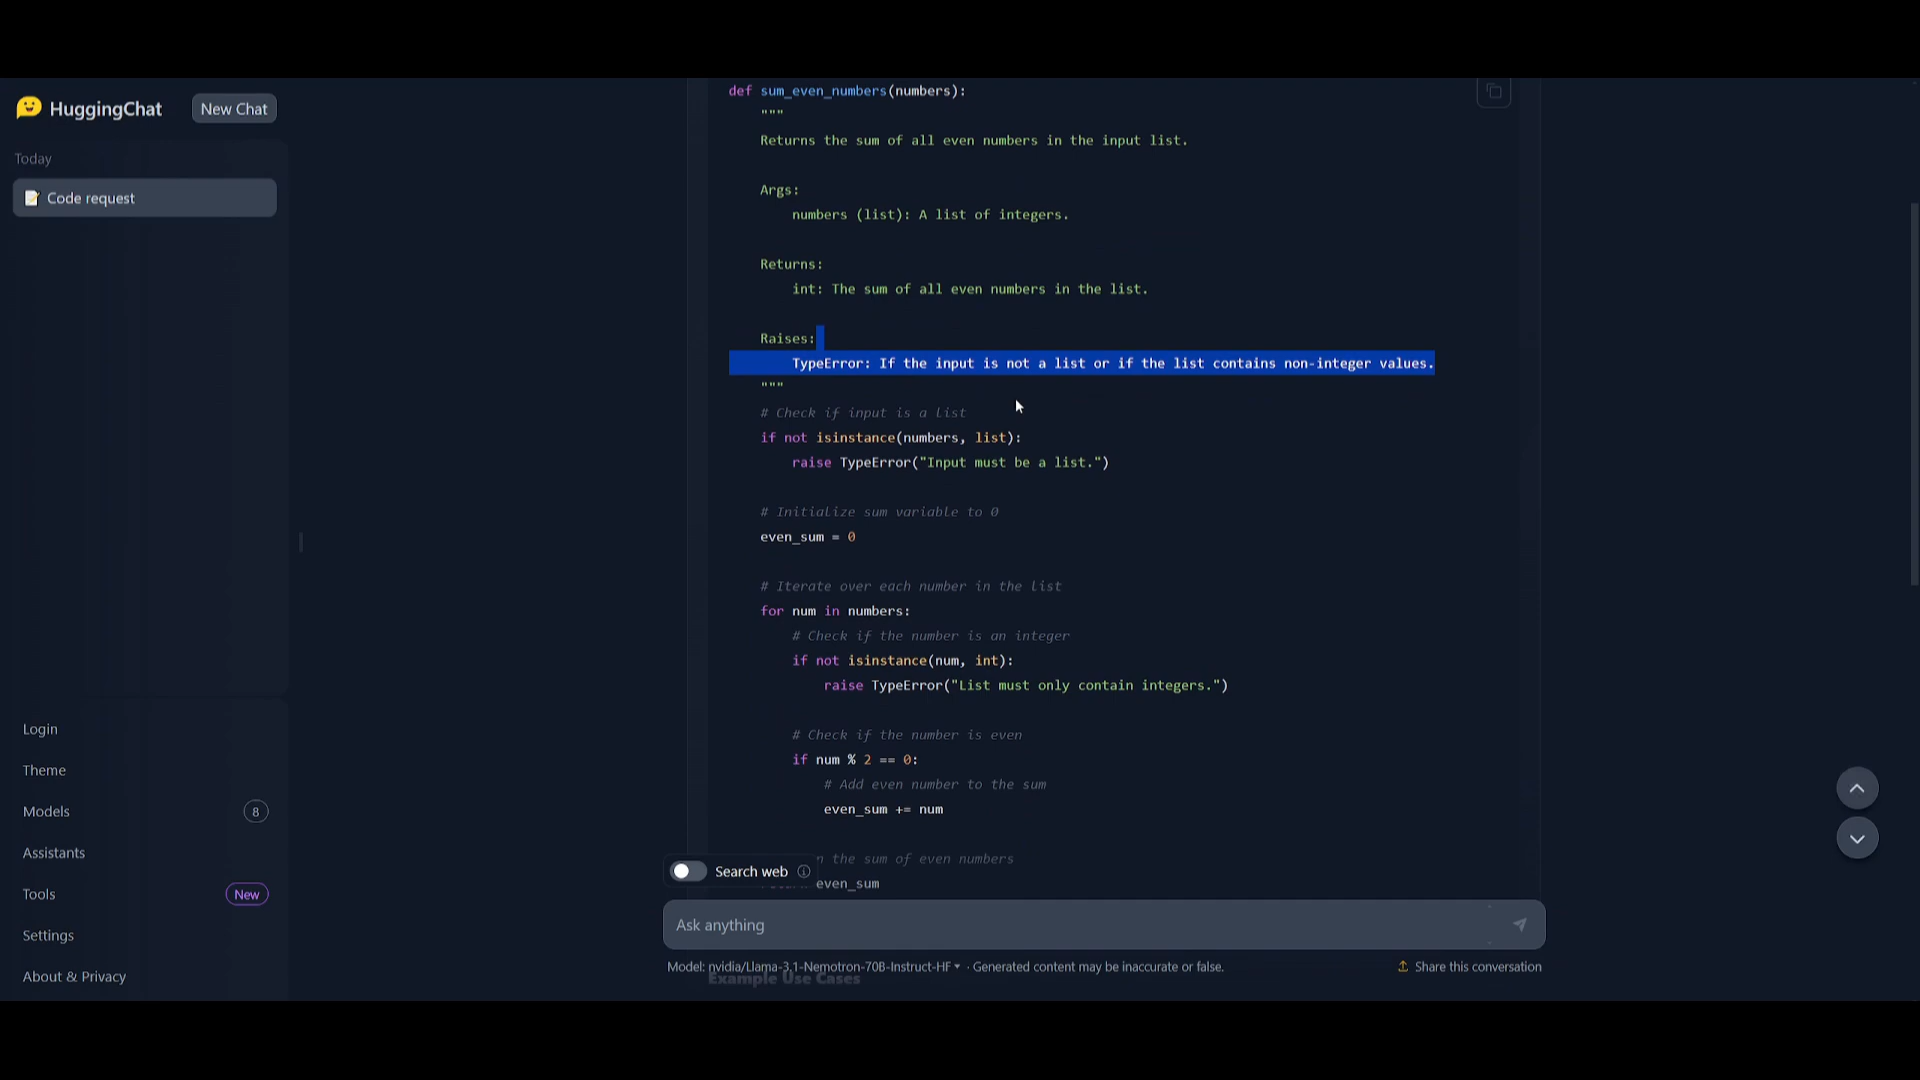 HuggingChat
New Chat
Today
Code request
Login
Theme
Models
8
Assistants
Tools
New
Settings
About & Privacy
def sum_even_numbers(numbers):
"""
Returns the sum of all even numbers in the input list.
Args:
numbers (list): A list of integers.
Returns:
int: The sum of all even numbers in the list.
Raises:
TypeError: If the input is not a list or if the list contains non-integer values.
"""
# Check if input is a list
if not isinstance(numbers, list):
raise TypeError("Input must be a list.")
# Initialize sum variable to 0
even_sum = 0
# Iterate over each number in the list
for num in numbers:
# Check if the number is an integer
if not isinstance(num, int):
raise TypeError("List must only contain integers.")
# Check if the number is even
if num % 2 == 0:
# Add even number to the sum
even_sum += num
the sum of even numbers
even_sum
Search web
Ask anything
Model: nvidia/Llama-3.1-Nemotron-70B-Instruct-HF · Generated content may be inaccurate or false.
Share this conversation
Example Use Cases